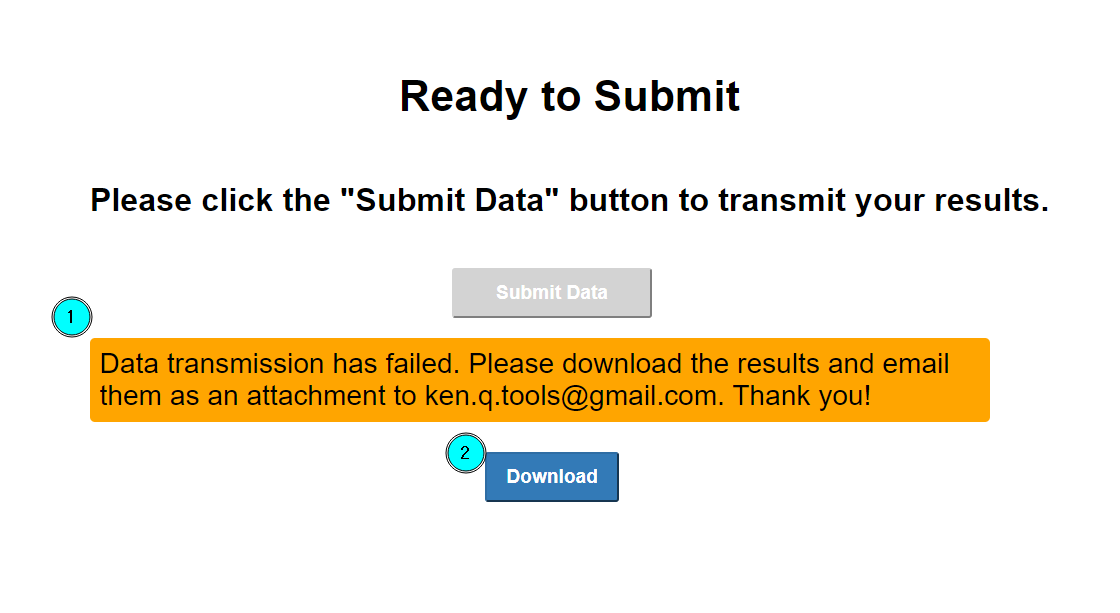 Ready to Submit
Please click the "Submit Data" button to transmit your results.
Submit Data
1
Data transmission has failed. Please download the results and email
them as an attachment to ken.q.tools@gmail.com. Thank you!
2
Download